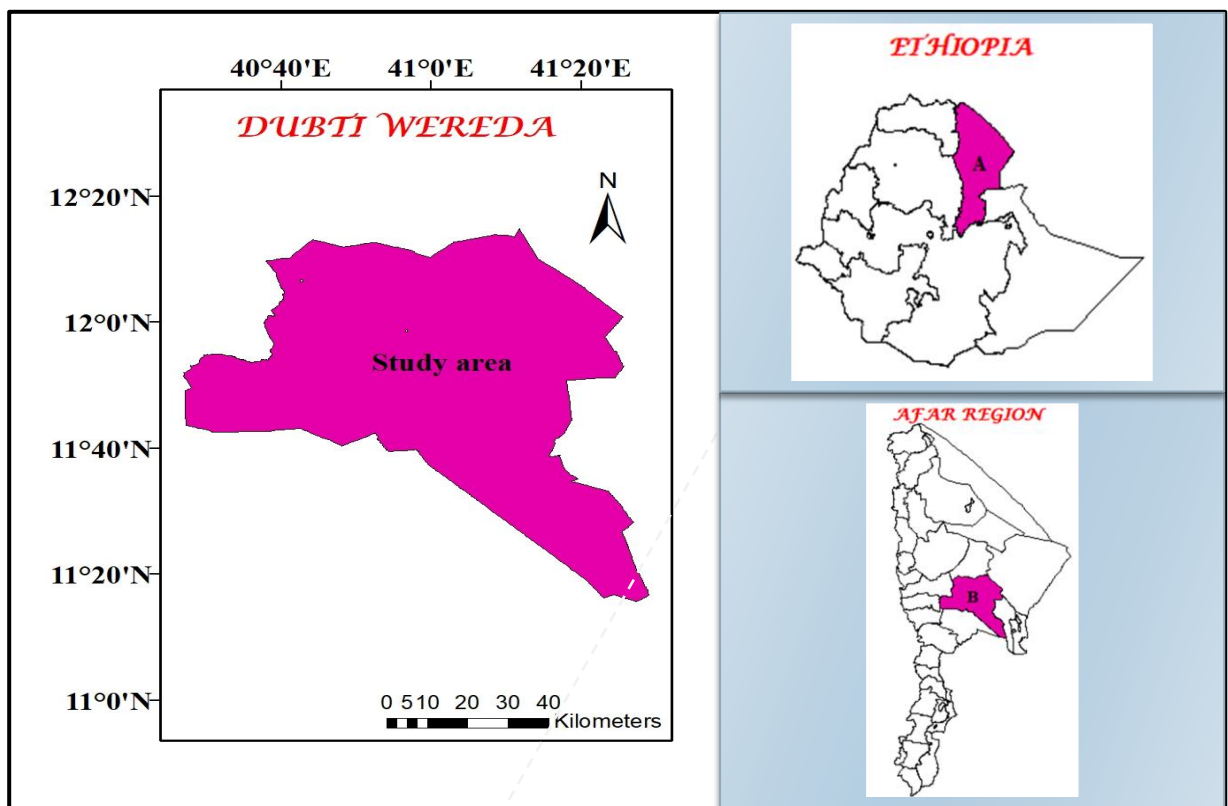 40°40'E 41°0'E 41°20'E
DUBTI WEREDA
N
12°20'N
12°0'N
Study area
11°40'N
11°20'N
11°0'N
0 5 10 20 30 40
Kilometers
ETHIOPIA
A
AFAR REGION
B